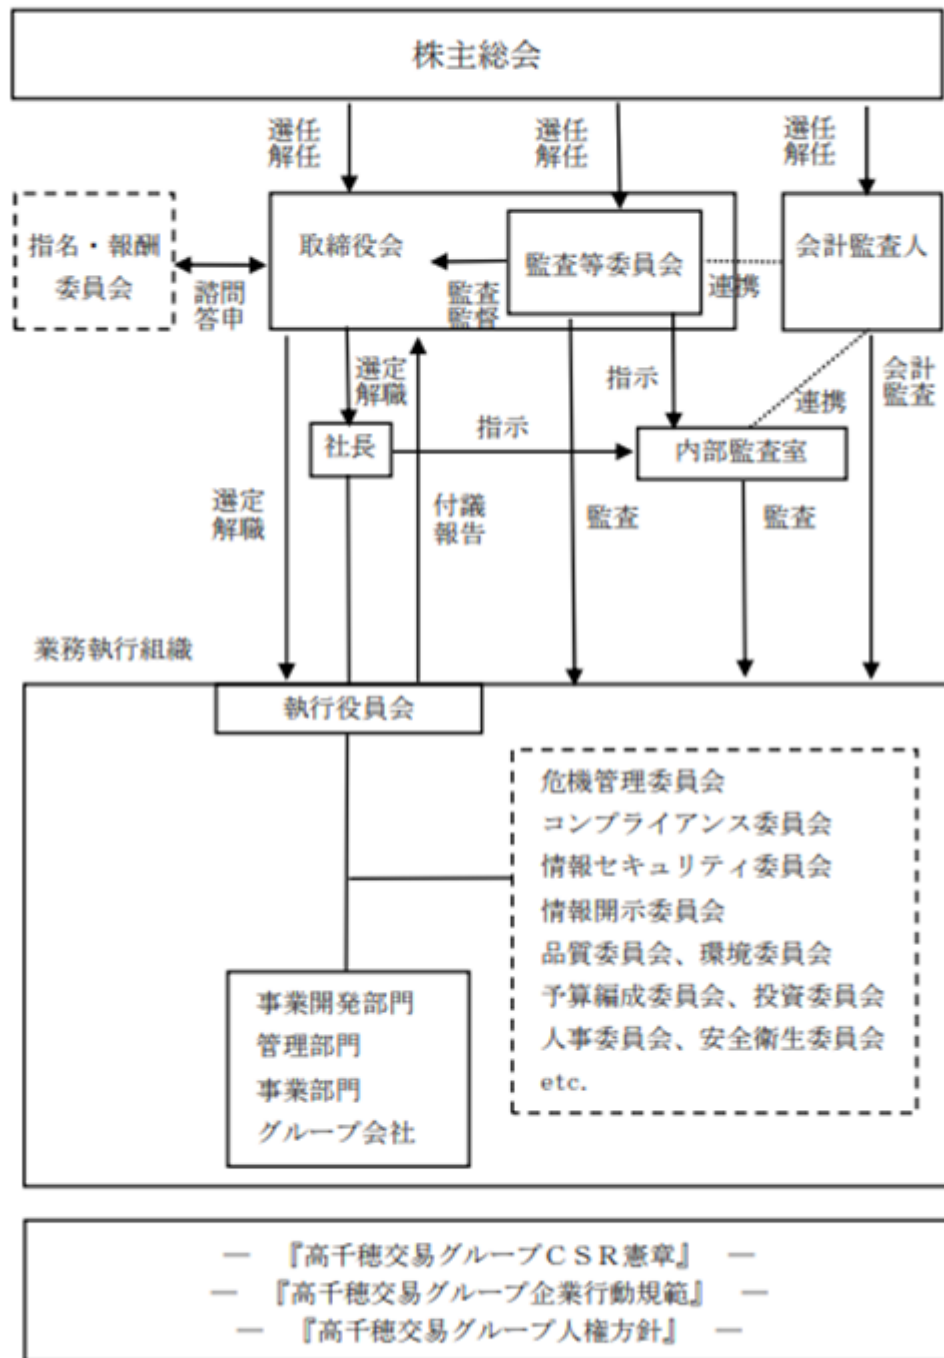 株主総会
選任
解任
選任
解任
選任
解任
指名・報酬
委員会
諮問
答申
取締役会
監査
監督
監査等委員会
連携
会計監査人
選定
解職
指示
連携
会計
監査
社長
指示
内部監査室
選定
解職
付議
報告
監査
監査
業務執行組織
執行役員会
危機管理委員会
コンプライアンス委員会
情報セキュリティ委員会
情報開示委員会
品質委員会、環境委員会
予算編成委員会、投資委員会
人事委員会、安全衛生委員会
etc.
事業開発部門
管理部門
事業部門
グループ会社
― 『高千穂交易グループCSR憲章』 ―
― 『高千穂交易グループ企業行動規範』 ―
― 『高千穂交易グループ人権方針』 ―